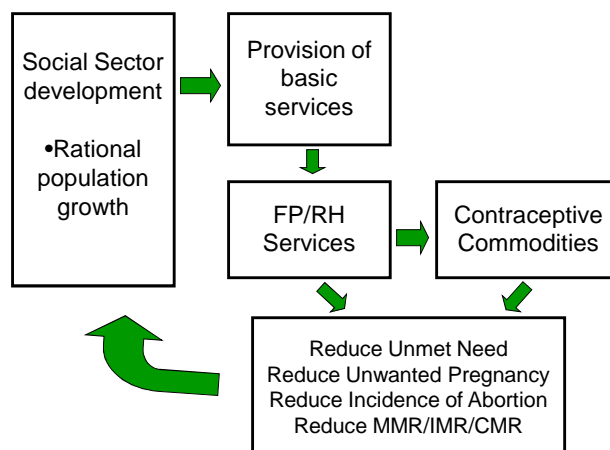 Social Sector
development
•Rational
population
growth
Provision of
basic
services
FP/RH
Services
Contraceptive
Commodities
Reduce Unmet Need
Reduce Unwanted Pregnancy
Reduce Incidence of Abortion
Reduce MMR/IMR/CMR